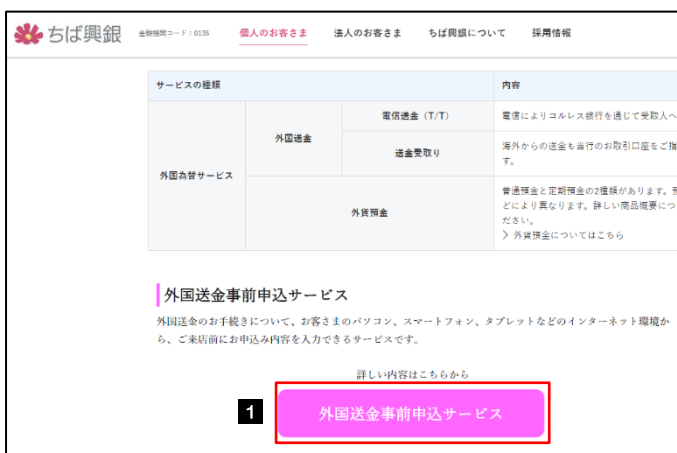 ちば興銀 金融機関コード：0135 個人のお客さま 法人のお客さま ちば興銀について 採用情報
サービスの種類 内容
外国為替サービス
外国送金
電信送金（T/T）
電信によりコルレス銀行を通じて受取人へ
送金受取り
海外からの送金も当行のお取引口座をご指
す。
外貨預金
普通預金と定期預金の2種類があります。預
どにより異なります。詳しい商品概要につ
ださい。
> 外貨預金についてはこちら
外国送金事前申込サービス
外国送金のお手続きについて、お客さまのパソコン、スマートフォン、タブレットなどのインターネット環境か
ら、ご来店前にお申込み内容を入力できるサービスです。
詳しい内容はこちらから
1 外国送金事前申込サービス